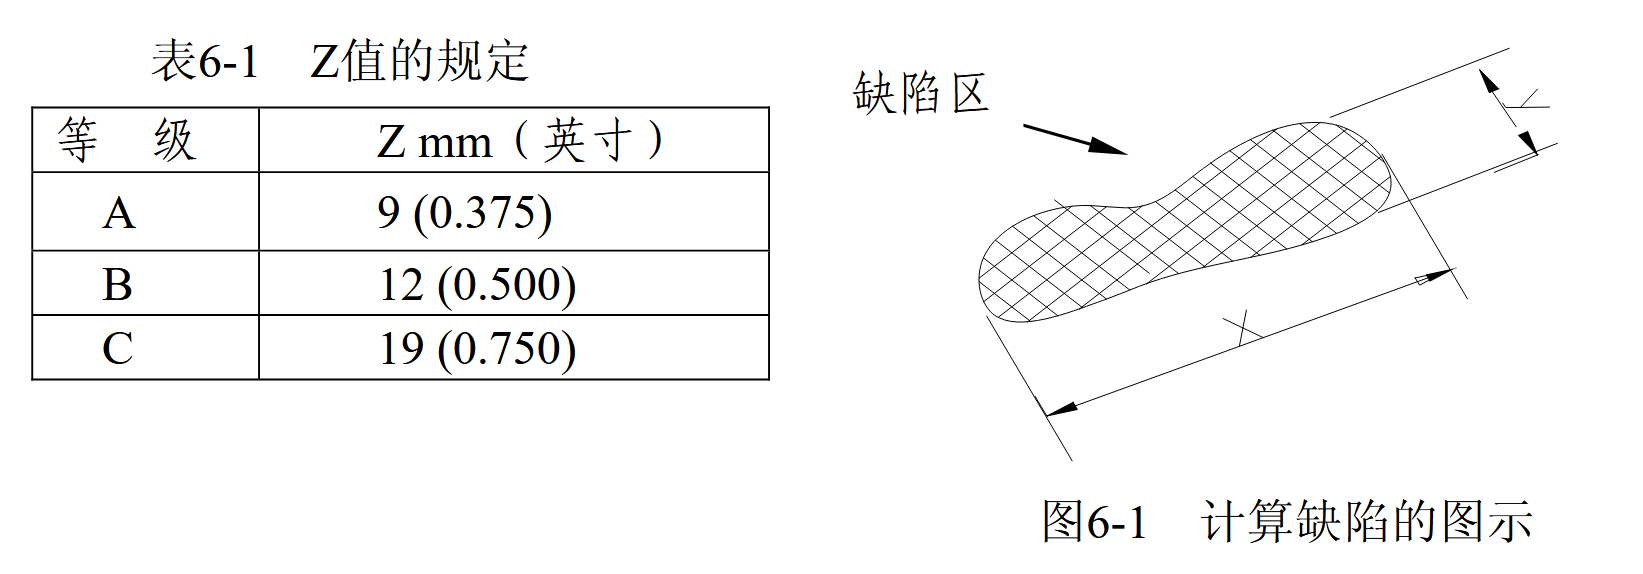 表6-1 Z值的规定
等 级 Z mm（英寸）
A 9 (0.375)
B 12 (0.500)
C 19 (0.750)
缺陷区
Y
X
图6-1 计算缺陷的图示